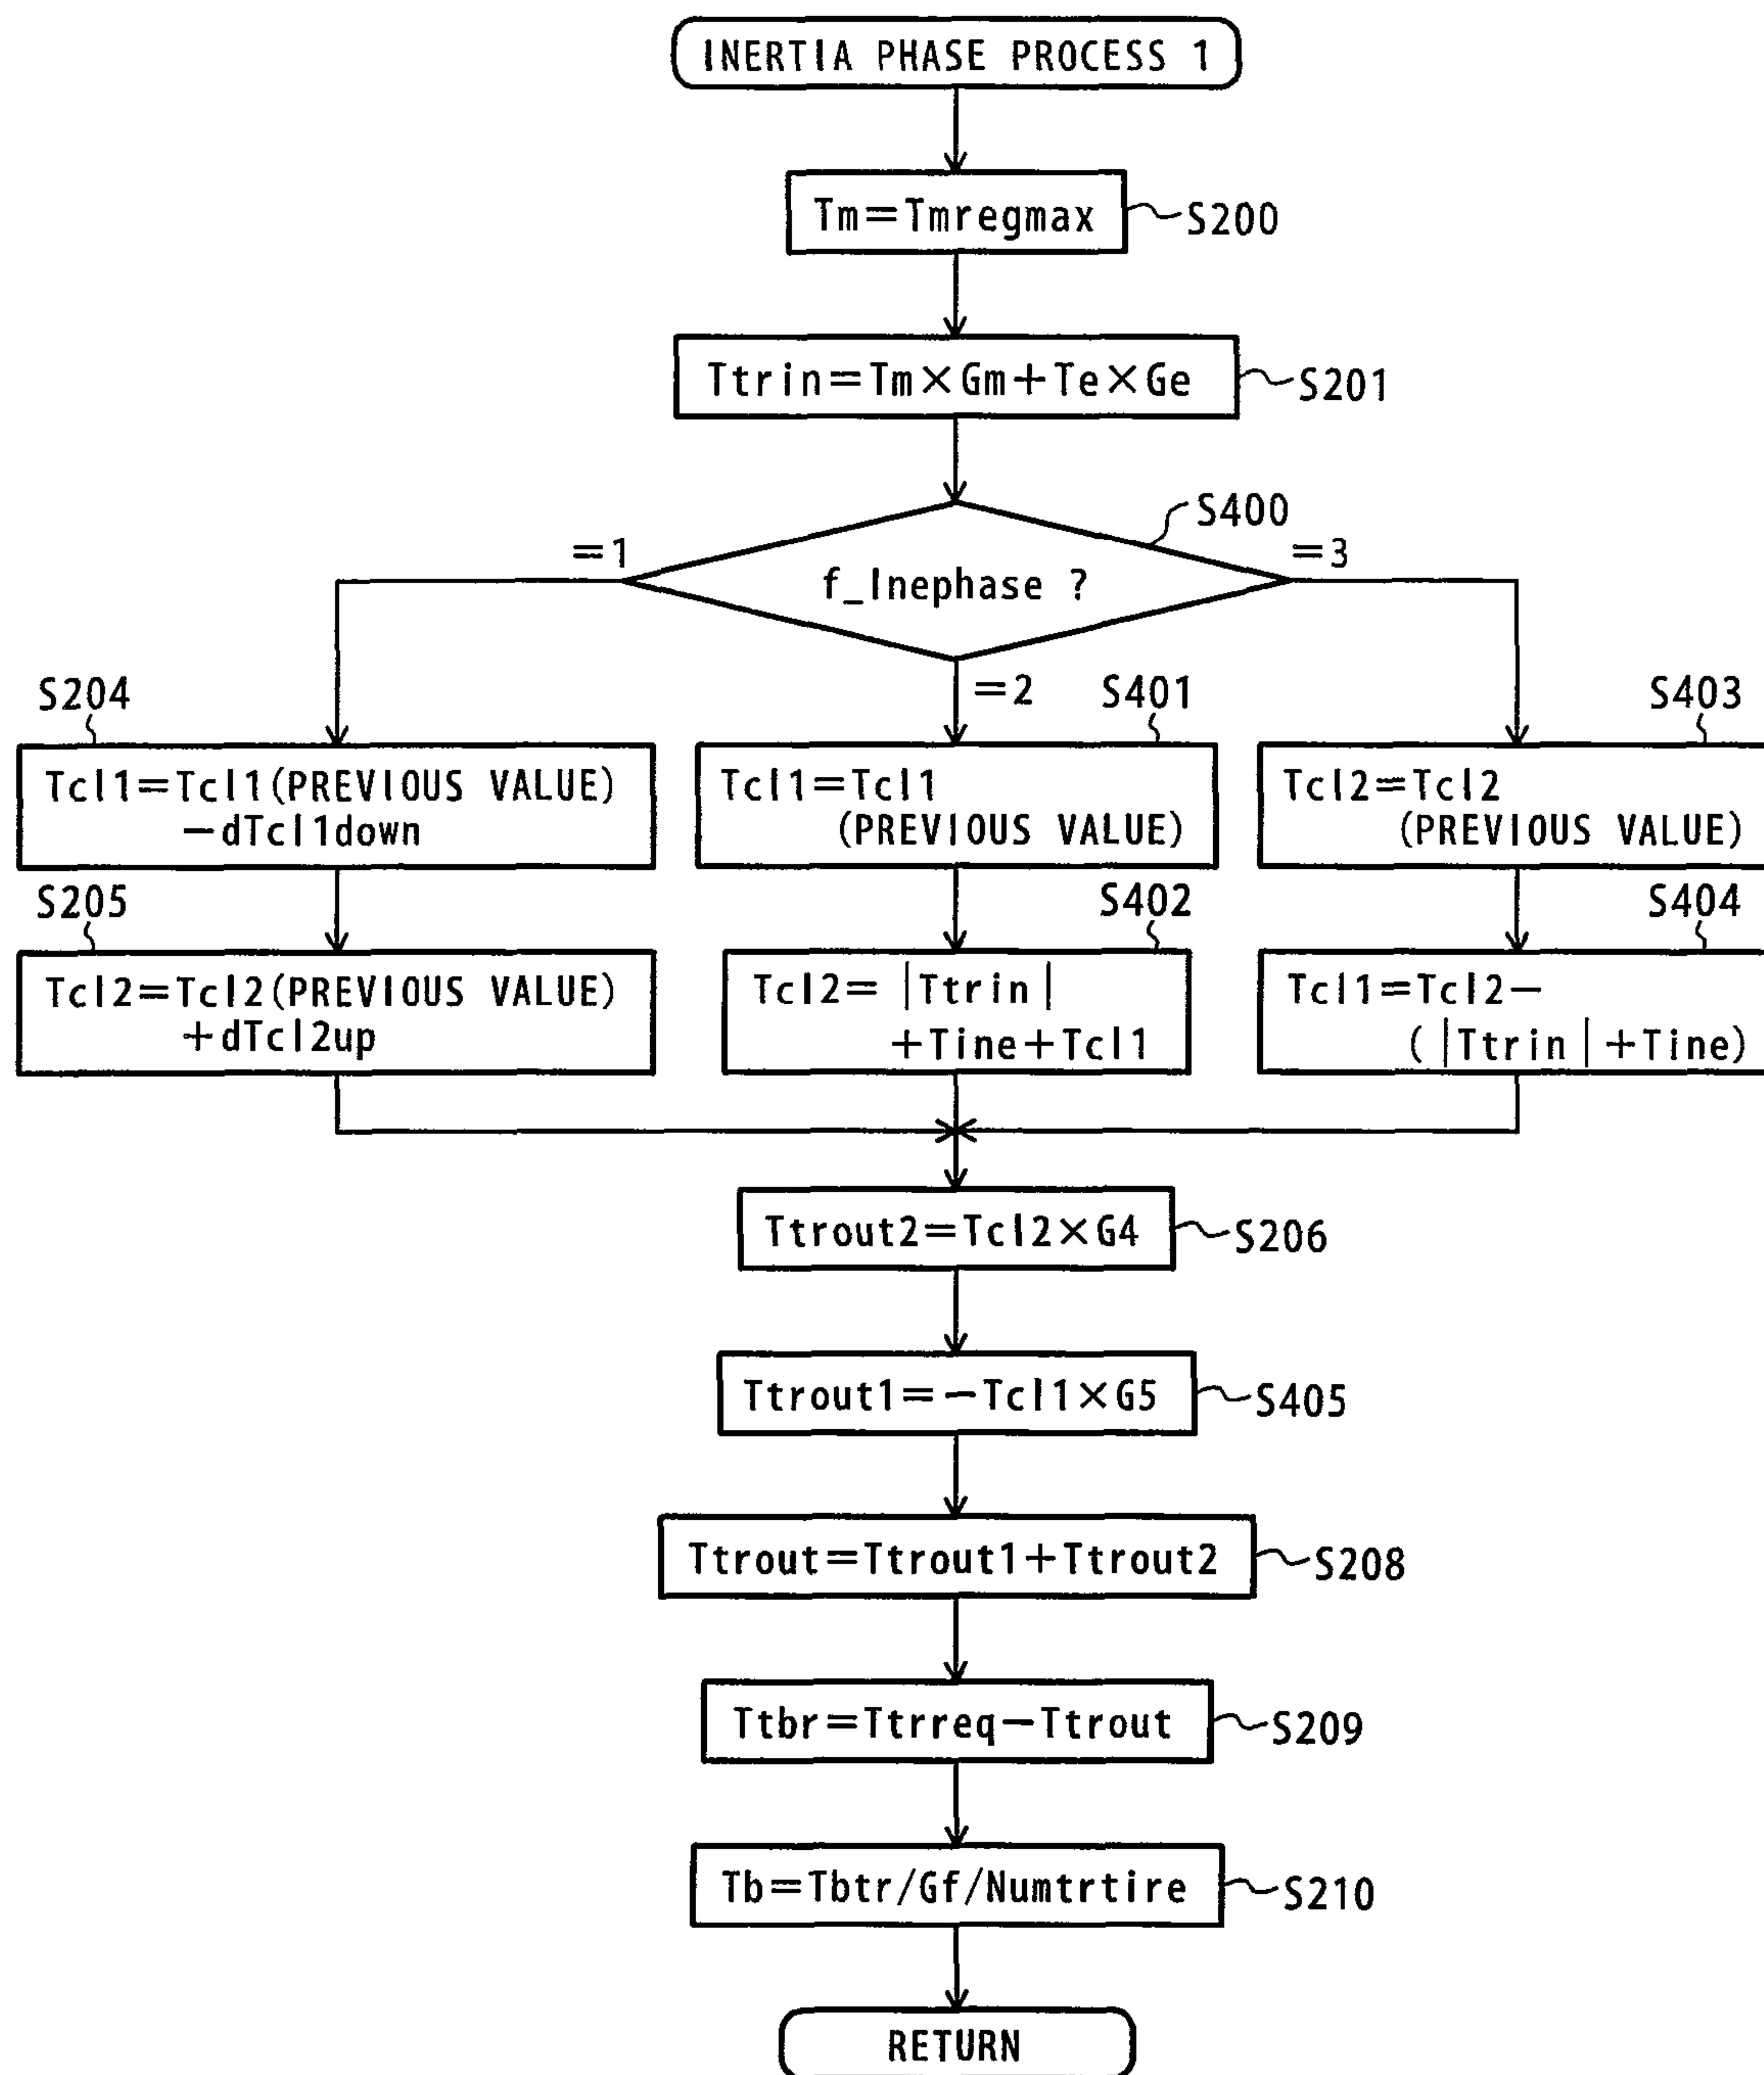 INERTIA PHASE PROCESS 1
Tm=Tmregmax
S200
Ttrin=Tm×Gm+Te×Ge
S201
S400
=1
=3
f_Inephase ?
=2
S204
Tcl1=Tcl1(PREVIOUS VALUE)
−dTcl1down
S205
Tcl2=Tcl2(PREVIOUS VALUE)
+dTcl2up
S401
Tcl1=Tcl1
(PREVIOUS VALUE)
S402
Tcl2= |Ttrin|
+Tine+Tcl1
S403
Tcl2=Tcl2
(PREVIOUS VALUE)
S404
Tcl1=Tcl2−
(|Ttrin|+Tine)
Ttrout2=Tcl2×G4
S206
Ttrout1=−Tcl1×G5
S405
Ttrout=Ttrout1+Ttrout2
S208
Ttbr=Ttrreq−Ttrout
S209
Tb=Tbtr/Gf/Numtrtire
S210
RETURN